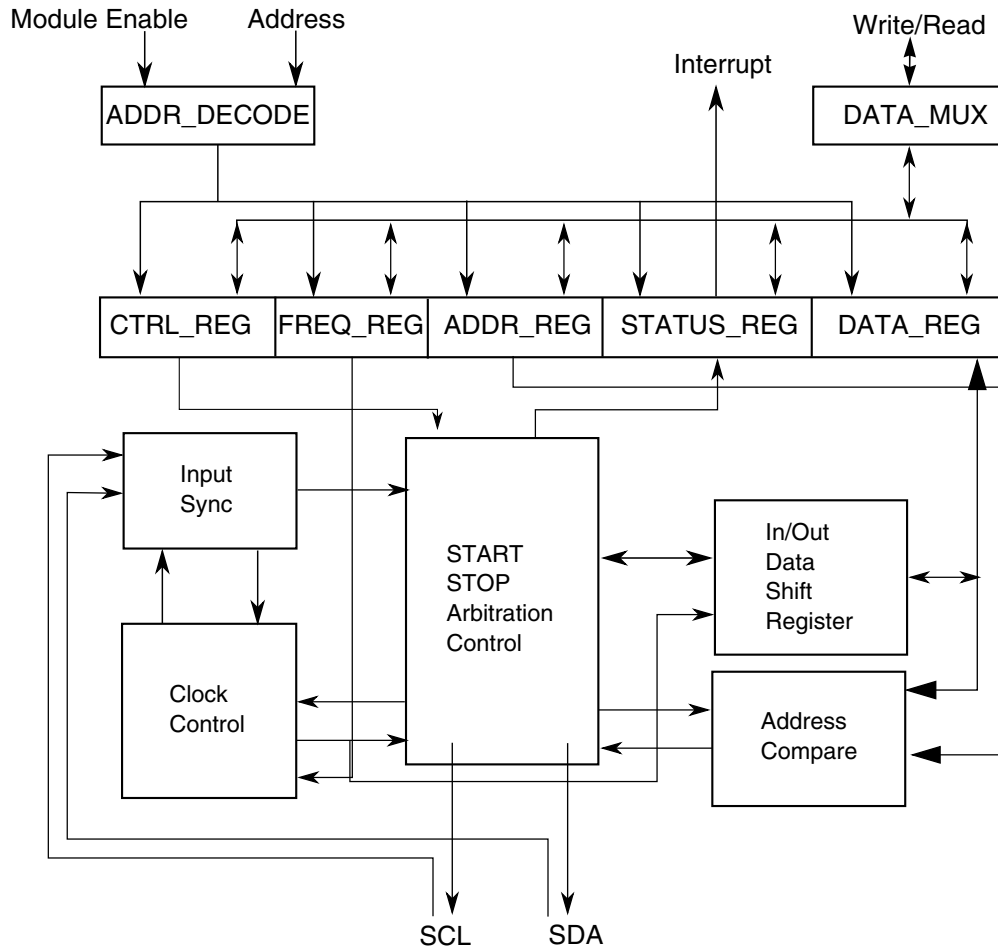 Module Enable
Address
Write/Read
Interrupt
ADDR_DECODE
DATA_MUX
CTRL_REG
FREQ_REG
ADDR_REG
STATUS_REG
DATA_REG
Input
Sync
START
STOP
Arbitration
Control
In/Out
Data
Shift
Register
Clock
Control
Address
Compare
SCL
SDA